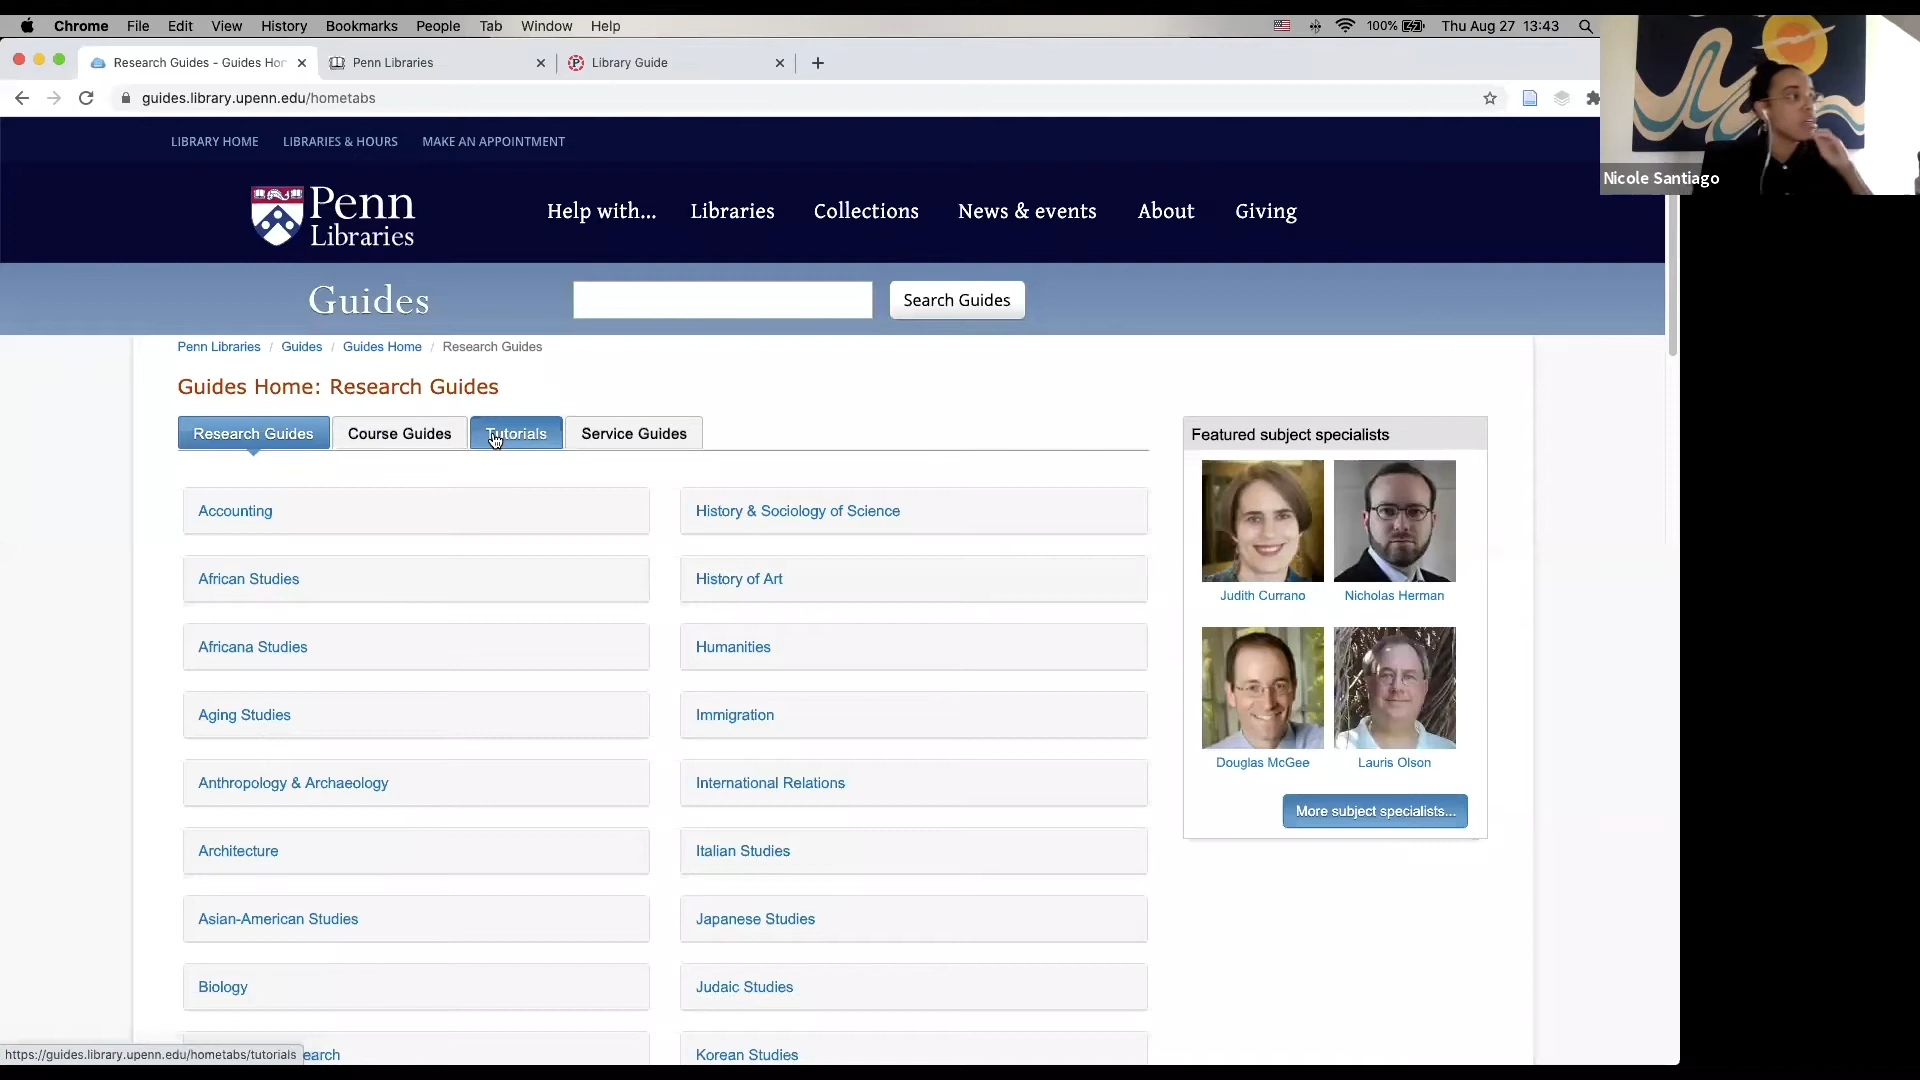 Chrome File Edit View History Bookmarks People Tab Window Help 100% Thu Aug 27 13:43
Research Guides - Guides Hor Penn Libraries Library Guide
guides.library.upenn.edu/hometabs
LIBRARY HOME LIBRARIES & HOURS MAKE AN APPOINTMENT
Nicole Santiago
Penn
Libraries
Help with... Libraries Collections News & events About Giving
Guides Search Guides
Penn Libraries / Guides / Guides Home / Research Guides
Guides Home: Research Guides
Research Guides Course Guides Tutorials Service Guides
Accounting
African Studies
Africana Studies
Aging Studies
Anthropology & Archaeology
Architecture
Asian-American Studies
Biology
earch
History & Sociology of Science
History of Art
Humanities
Immigration
International Relations
Italian Studies
Japanese Studies
Judaic Studies
Korean Studies
Featured subject specialists
Judith Currano Nicholas Herman
Douglas McGee Lauris Olson
More subject specialists...
https://guides.library.upenn.edu/hometabs/tutorials